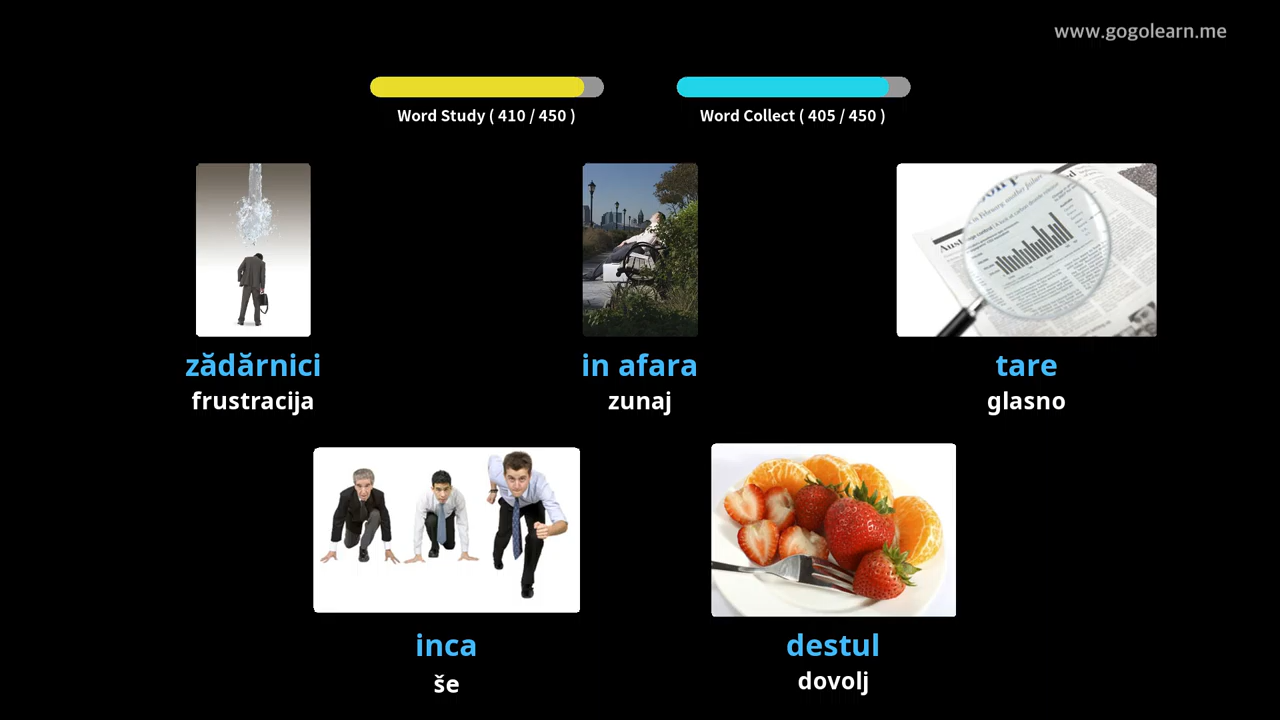 www.gogolearn.me
Word Study ( 410 / 450 )
Word Collect ( 405 / 450 )
zădărnici
frustracija
in afara
zunaj
tare
glasno
inca
še
destul
dovolj